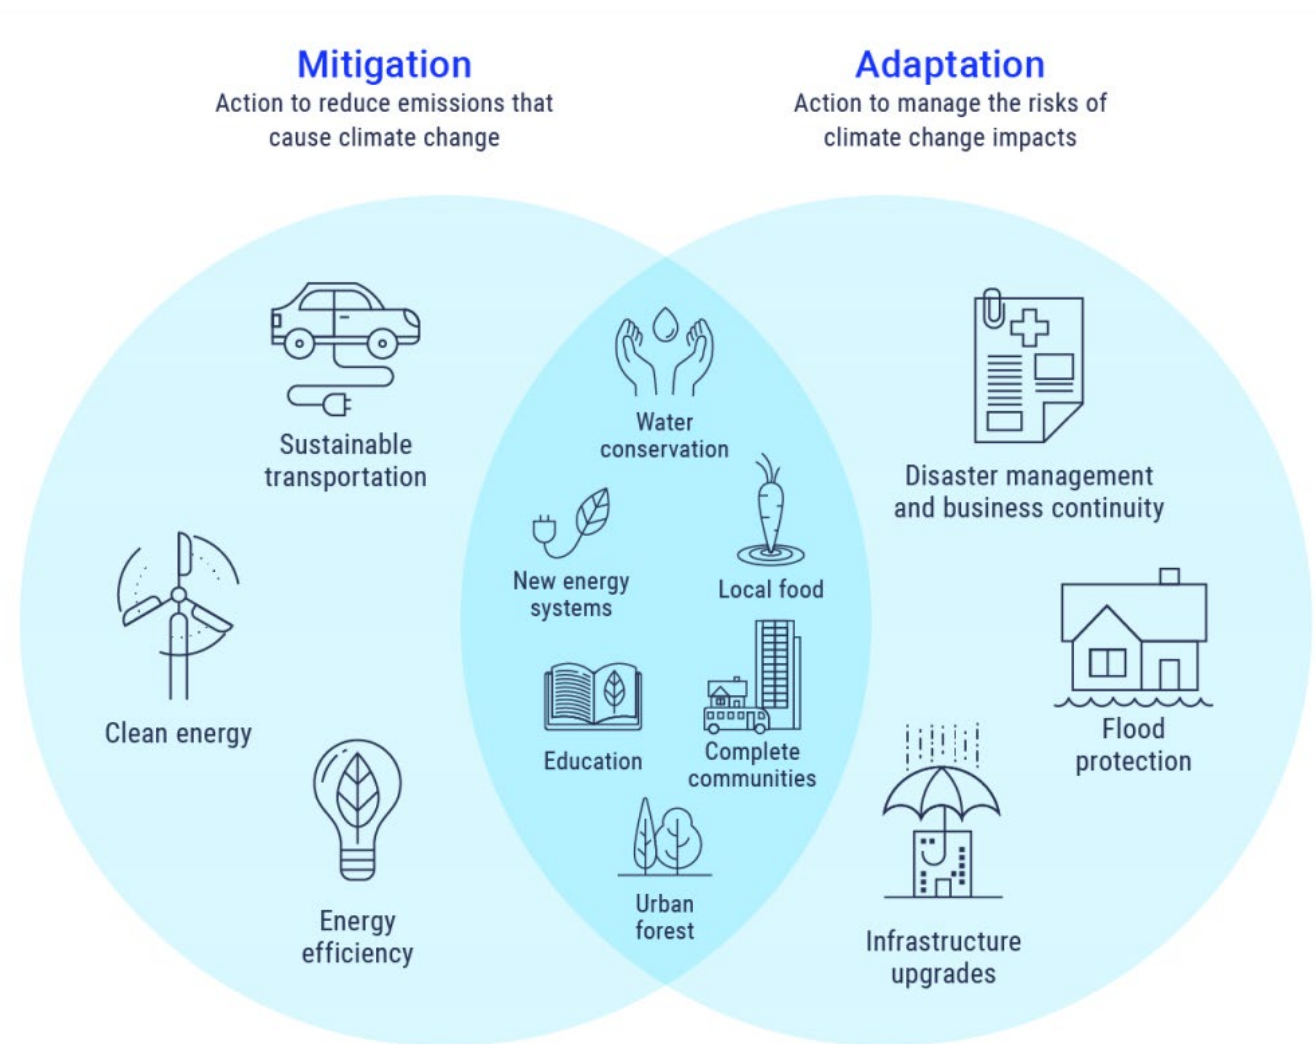 Mitigation
Action to reduce emissions that
cause climate change
Adaptation
Action to manage the risks of
climate change impacts
Sustainable
transportation
Clean energy
Energy
efficiency
Water
conservation
New energy
systems
Local food
Education
Complete
communities
Urban
forest
Disaster management
and business continuity
Flood
protection
Infrastructure
upgrades